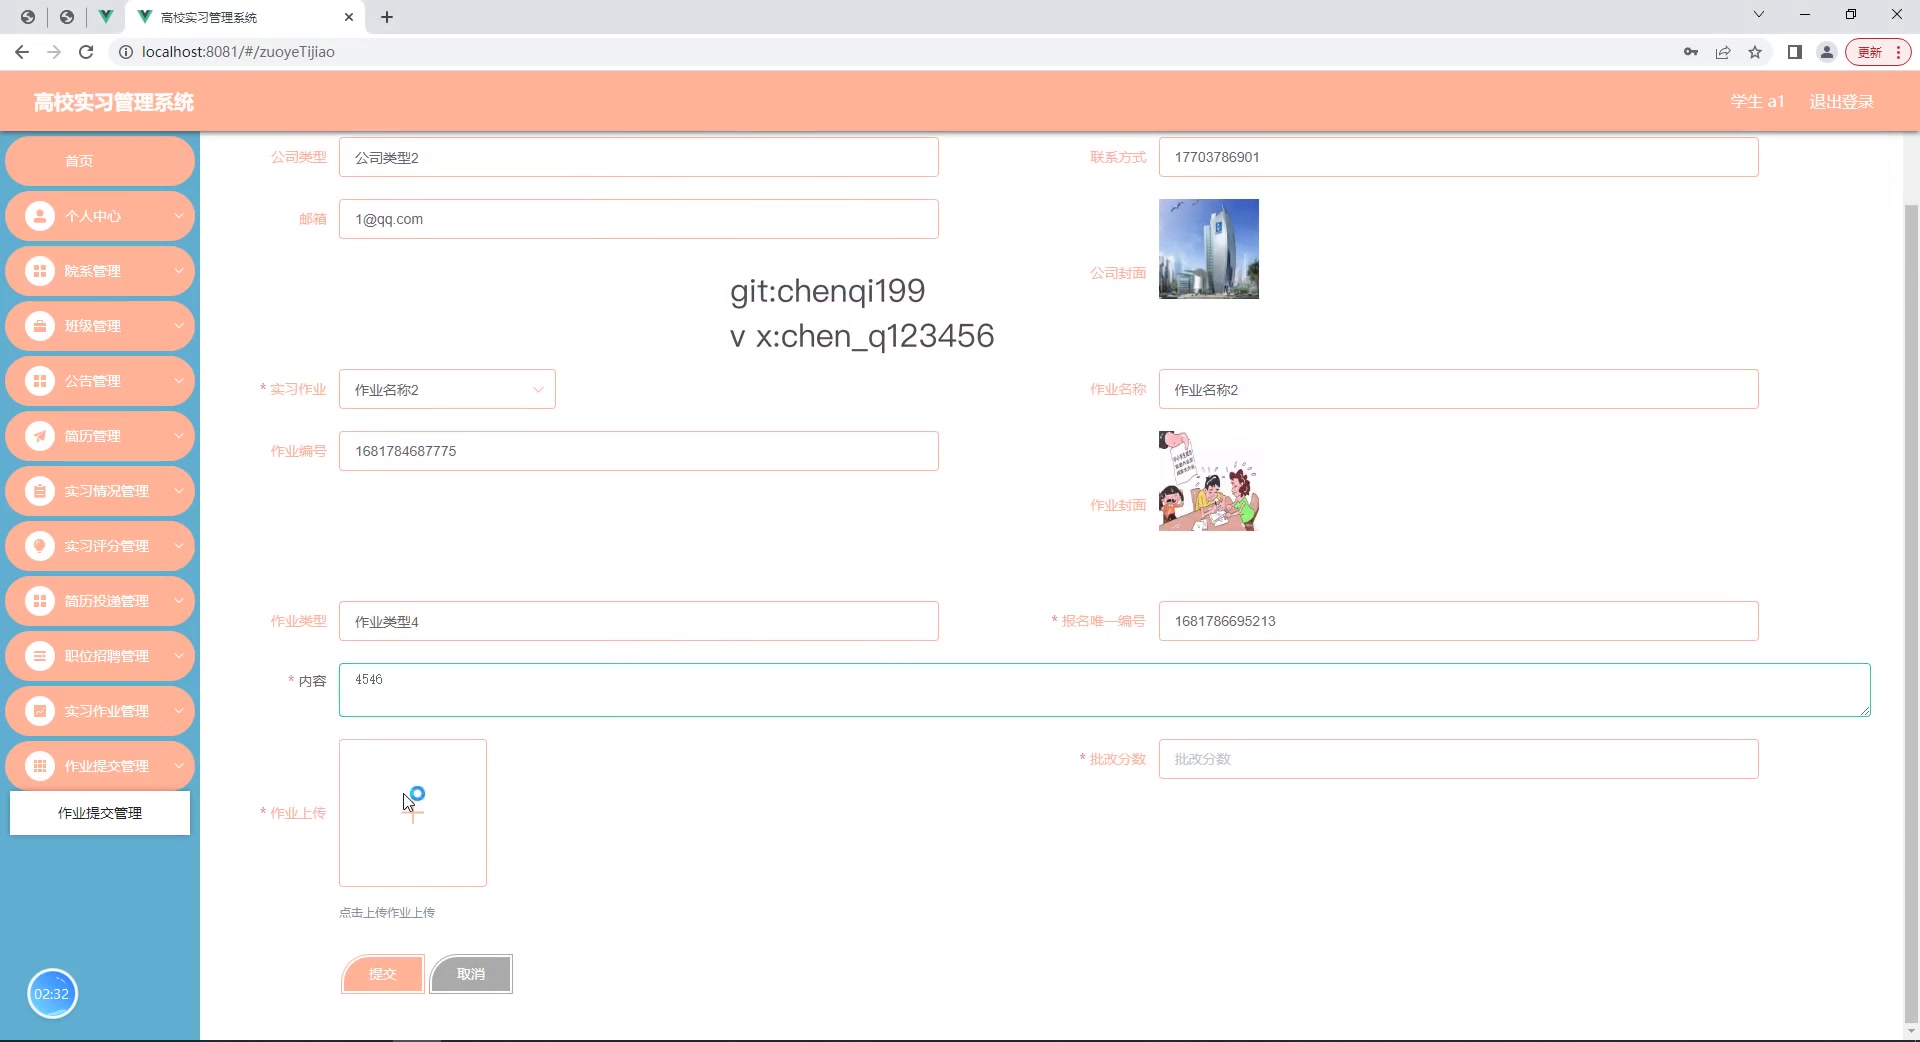 高校实习管理系统
localhost:8081/#/zuoyeTijiao
更新
高校实习管理系统
学生 a1
退出登录
首页
个人中心
院系管理
班级管理
公告管理
简历管理
实习情况管理
实习评分管理
简历投递管理
职位招聘管理
实习作业管理
作业提交管理
作业提交管理
02:32
公司类型
公司类型2
联系方式
17703786901
邮箱
1@qq.com
公司封面
git:chenqi199
v x:chen_q123456
* 实习作业
作业名称2
作业名称
作业名称2
作业编号
1681784687775
作业封面
作业类型
作业类型4
* 报名唯一编号
1681786695213
* 内容
4546
* 作业上传
* 批改分数
批改分数
点击上传作业上传
提交
取消